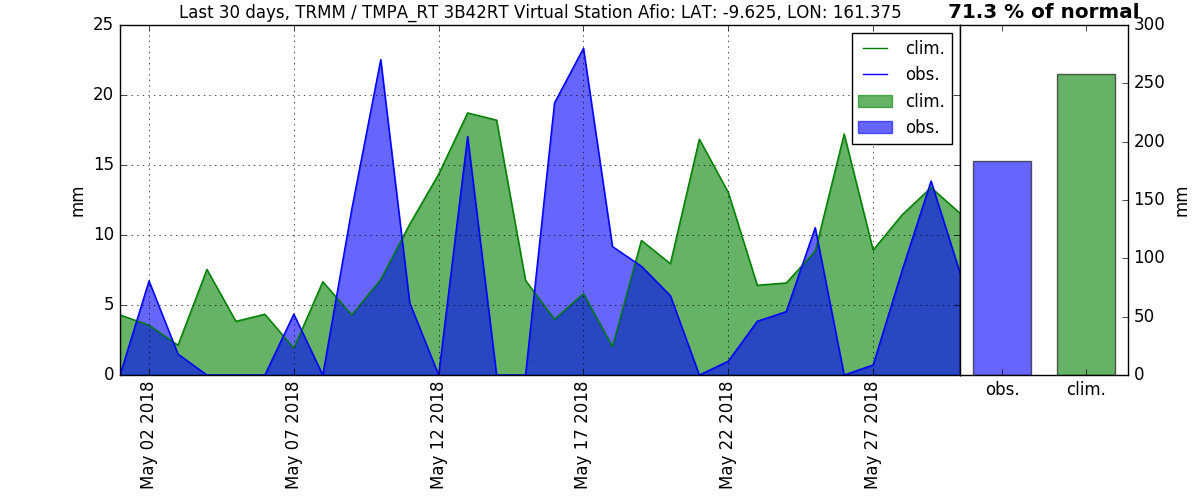 Last 30 days, TRMM / TMPA_RT 3B42RT Virtual Station Afio: LAT: -9.625, LON: 161.375
71.3 % of normal
25
20
15
10
5
0
mm
May 02 2018
May 07 2018
May 12 2018
May 17 2018
May 22 2018
May 27 2018
clim.
obs.
clim.
obs.
300
250
200
150
100
50
0
mm
obs.
clim.